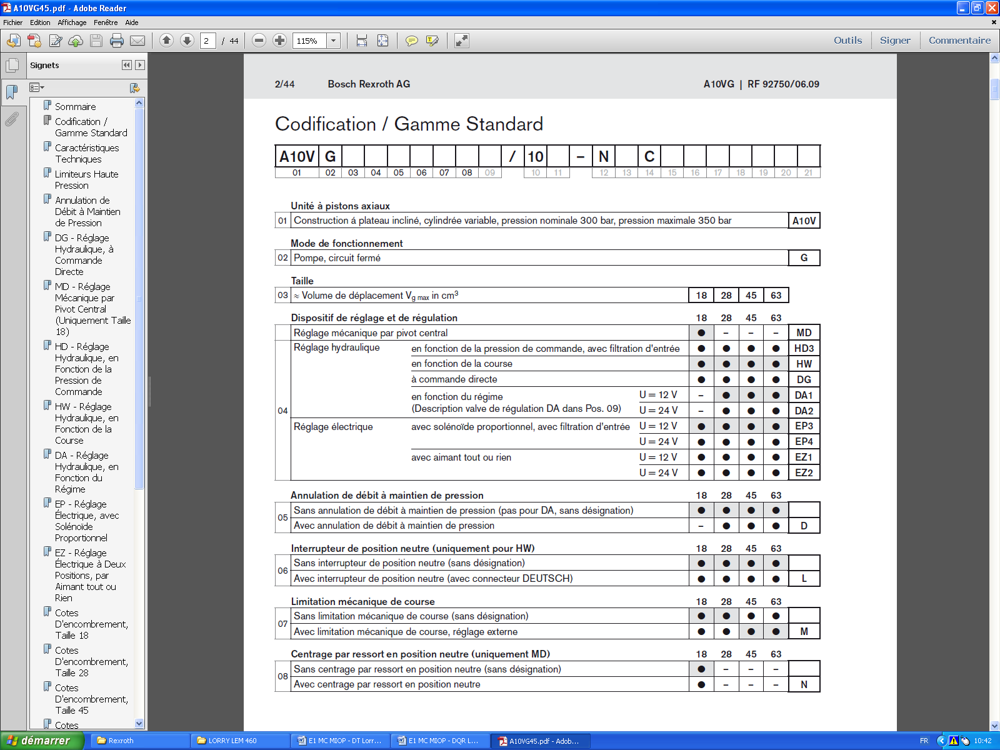 A10VG45.pdf - Adobe Reader
Fichier Edition Affichage Fenêtre Aide
2 / 44 115% Outils Signer Commentaire
Signets
Sommaire
Codification /
Gamme Standard
Caractéristiques
Techniques
Limiteurs Haute
Pression
Annulation de
Débit à Maintien
de Pression
DG - Réglage
Hydraulique, à
Commande
Directe
MD - Réglage
Mécanique par
Pivot Central
(Uniquement Taille
18)
HD - Réglage
Hydraulique, en
Fonction de la
Pression de
Commande
HW - Réglage
Hydraulique, en
Fonction de la
Course
DA - Réglage
Hydraulique, en
Fonction du
Régime
EP - Réglage
Électrique, avec
Solénoïde
Proportionnel
EZ - Réglage
Électrique à Deux
Positions, par
Aimant tout ou
Rien
Cotes
D'encombrement,
Taille 18
Cotes
D'encombrement,
Taille 28
Cotes
D'encombrement,
Taille 45
Cotes
2/44 Bosch Rexroth AG A10VG | RF 92750/06.09
Codification / Gamme Standard
A10V G / 10 – N C
01 02 03 04 05 06 07 08 09 10 11 12 13 14 15 16 17 18 19 20 21
Unité à pistons axiaux
01 Construction á plateau incliné, cylindrée variable, pression nominale 300 bar, pression maximale 350 bar A10V
Mode de fonctionnement
02 Pompe, circuit fermé G
Taille
03 ≈ Volume de déplacement Vg max in cm3 18 28 45 63
Dispositif de réglage et de régulation 18 28 45 63
Réglage mécanique par pivot central ● – – – MD
Réglage hydraulique en fonction de la pression de commande, avec filtration d'entrée ● ● ● ● HD3
en fonction de la course ● ● ● ● HW
à commande directe ● ● ● ● DG
en fonction du régime U = 12 V – ● ● ● DA1
04 (Description valve de régulation DA dans Pos. 09) U = 24 V – ● ● ● DA2
Réglage électrique avec solénoïde proportionnel, avec filtration d'entrée U = 12 V ● ● ● ● EP3
U = 24 V ● ● ● ● EP4
avec aimant tout ou rien U = 12 V ● ● ● ● EZ1
U = 24 V ● ● ● ● EZ2
Annulation de débit à maintien de pression 18 28 45 63
05 Sans annulation de débit à maintien de pression (pas pour DA, sans désignation) ● ● ● ●
Avec annulation de débit à maintien de pression – ● ● ● D
Interrupteur de position neutre (uniquement pour HW) 18 28 45 63
06 Sans interrupteur de position neutre (sans désignation) ● ● ● ●
Avec interrupteur de position neutre (avec connecteur DEUTSCH) ● ● ● ● L
Limitation mécanique de course 18 28 45 63
07 Sans limitation mécanique de course (sans désignation) ● ● ● ●
Avec limitation mécanique de course, réglage externe ● ● ● ● M
Centrage par ressort en position neutre (uniquement MD) 18 28 45 63
08 Sans centrage par ressort en position neutre (sans désignation) ● – – –
Avec centrage par ressort en position neutre ● – – – N
démarrer Rexroth LORRY LEM 460 E1 MC MIOP - DT Lorr... E1 MC MIOP - DQR L... A10VG45.pdf - Adob... FR 10:42